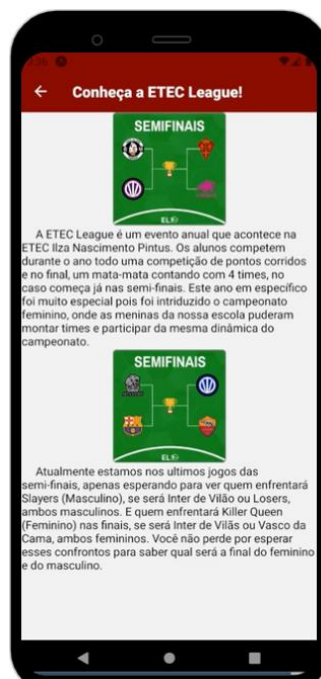 Conheça a ETEC League!
SEMIFINAIS
A ETEC League é um evento anual que acontece na
ETEC Ilza Nascimento Pintus. Os alunos competem
durante o ano todo uma competição de pontos corridos
e no final, um mata-mata contando com 4 times, no
caso começa já nas semi-finais. Este ano em específico
foi muito especial pois foi intriduzido o campeonato
feminino, onde as meninas da nossa escola puderam
montar times e participar da mesma dinâmica do
campeonato.
SEMIFINAIS
Atualmente estamos nos ultimos jogos das
semi-finais, apenas esperando para ver quem enfrentará
Slayers (Masculino), se será Inter de Vilão ou Losers,
ambos masculinos. E quem enfrentará Killer Queen
(Feminino) nas finais, se será Inter de Vilãs ou Vasco da
Cama, ambos femininos. Você não perde por esperar
esses confrontos para saber qual será a final do feminino
e do masculino.